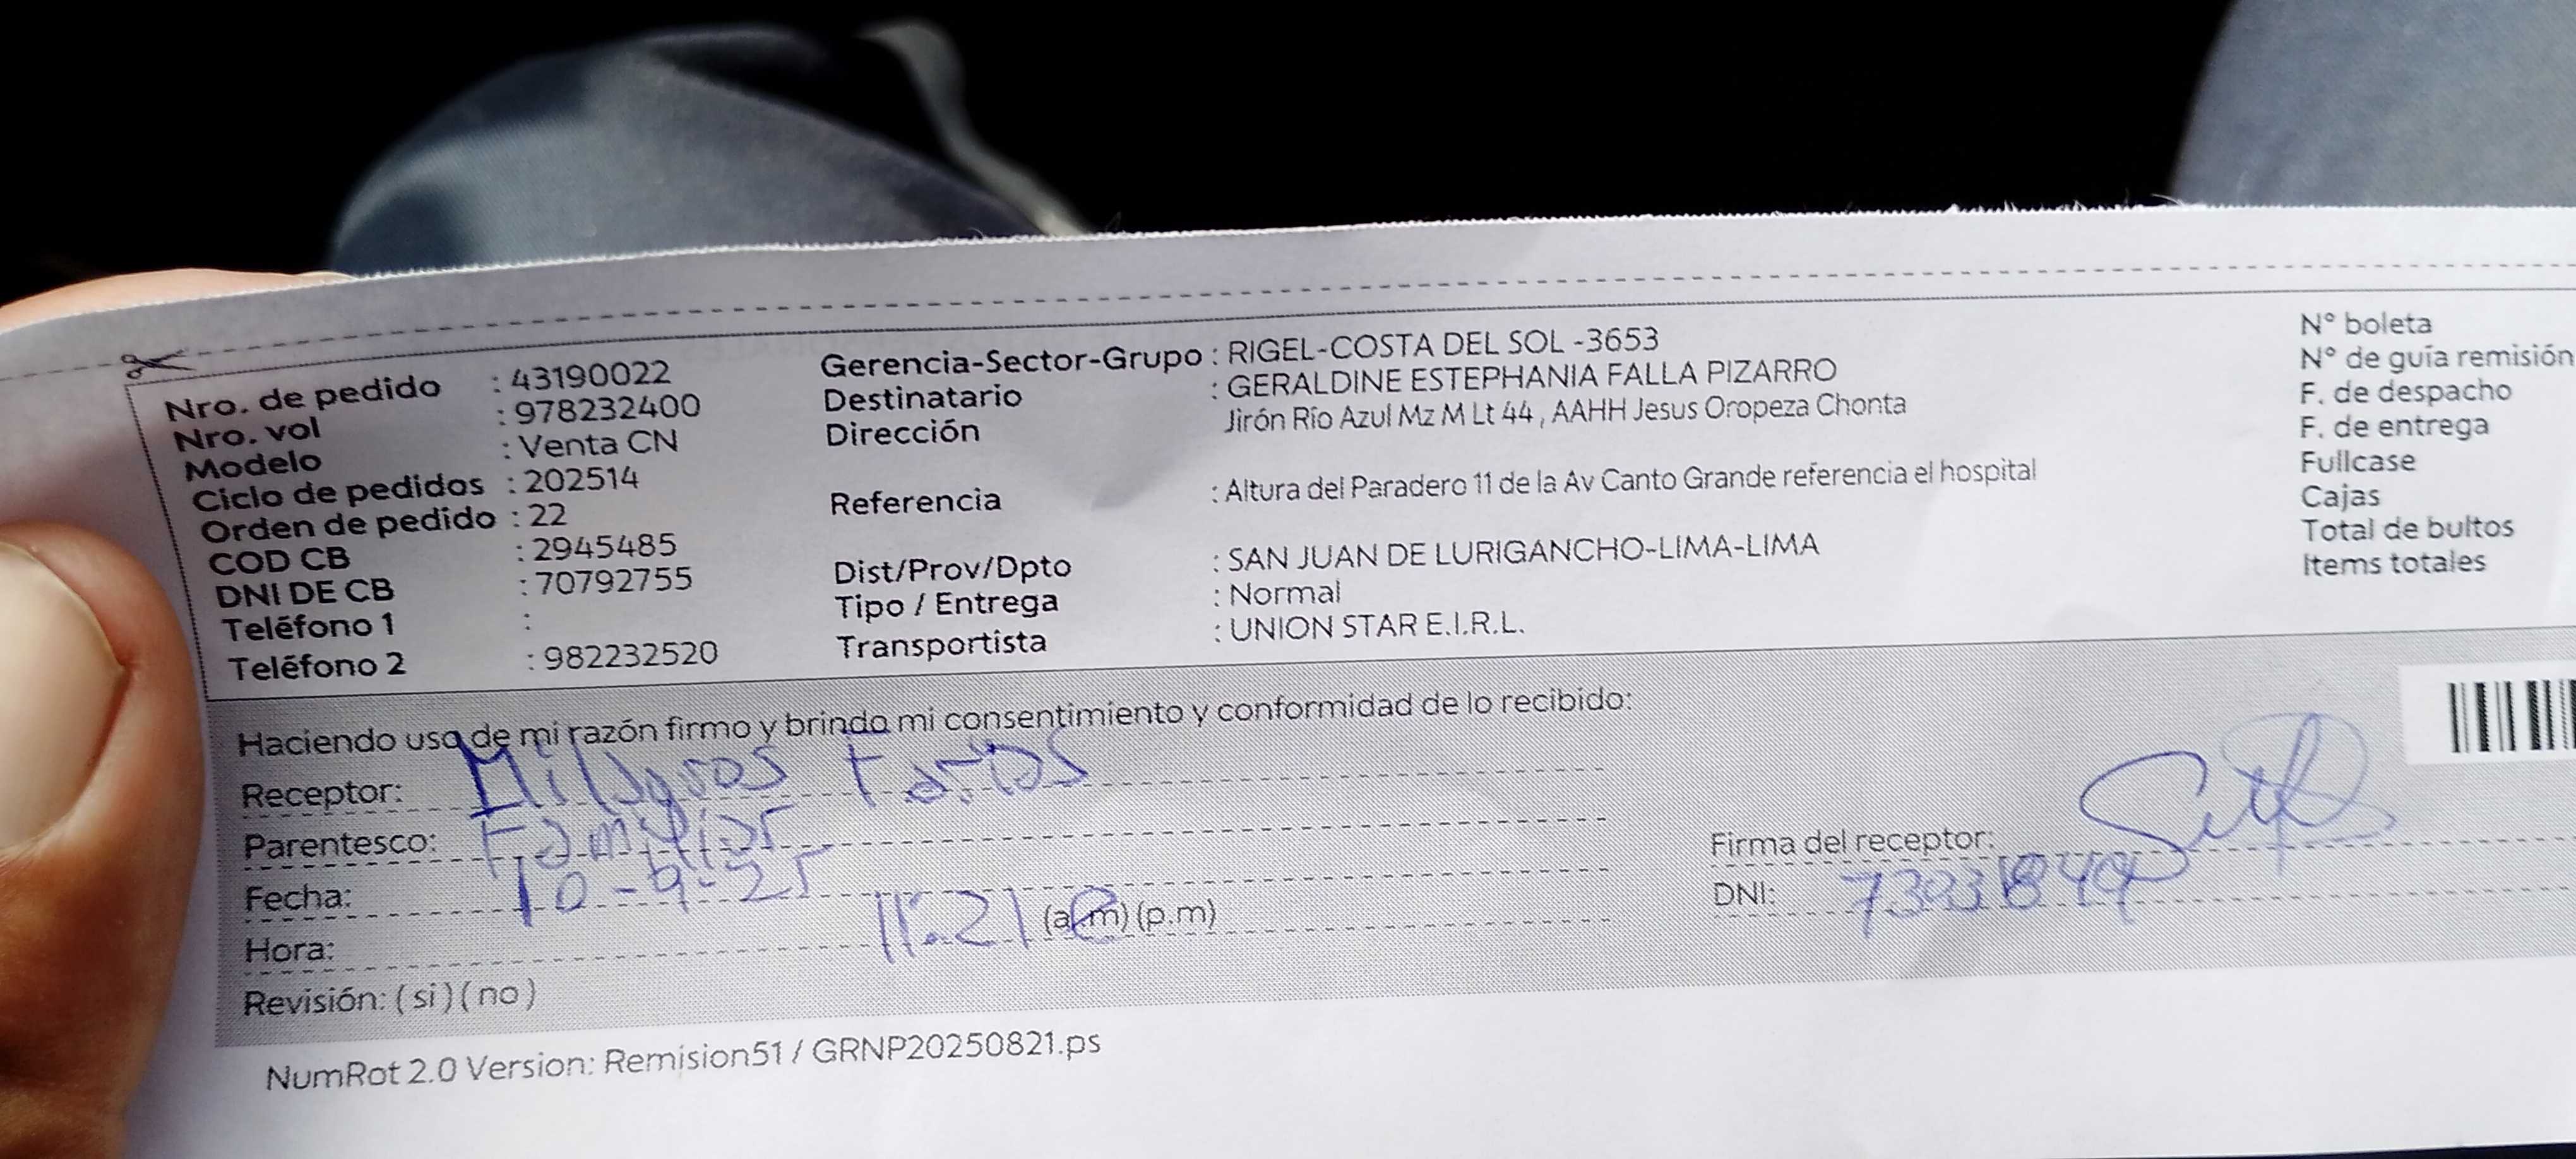 Nro. de pedido : 43190022
Nro. vol : 978232400
Modelo : Venta CN
Ciclo de pedidos : 202514
Orden de pedido : 22
COD CB : 2945485
DNI DE CB : 70792755
Teléfono 1 :
Teléfono 2 : 982232520
Gerencia-Sector-Grupo : RIGEL-COSTA DEL SOL -3653
Destinatario : GERALDINE ESTEPHANIA FALLA PIZARRO
Dirección Jirón Río Azul Mz M Lt 44 , AAHH Jesus Oropeza Chonta
Referencia : Altura del Paradero 11 de la Av Canto Grande referencia el hospital
Dist/Prov/Dpto : SAN JUAN DE LURIGANCHO-LIMA-LIMA
Tipo / Entrega : Normal
Transportista : UNION STAR E.I.R.L.
N° boleta
N° de guía remisión
F. de despacho
F. de entrega
Fullcase
Cajas
Total de bultos
Items totales
Haciendo uso de mi razón firmo y brindo mi consentimiento y conformidad de lo recibido:
Receptor: Milagros Farias
Parentesco: Familiar
Fecha: 10-9-25
Hora: 11:21 (a.m) (p.m)
Revisión: ( si ) ( no )
Firma del receptor:
DNI:
NumRot 2.0 Version: Remision51 / GRNP20250821.ps